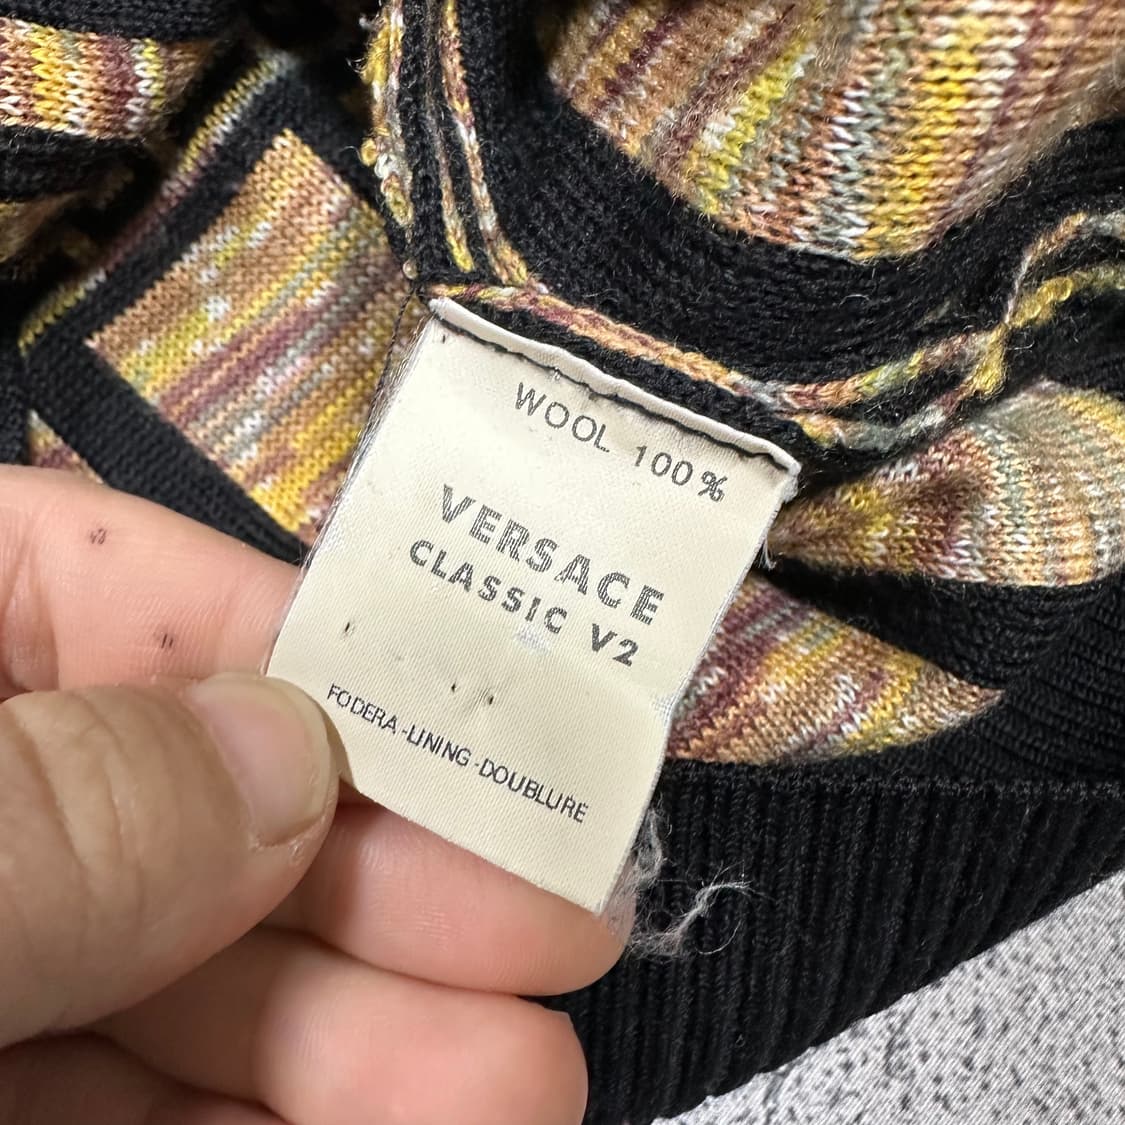 WOOL 100%
VERSACE
CLASSIC V2
FODERA-LINING-DOUBLURE